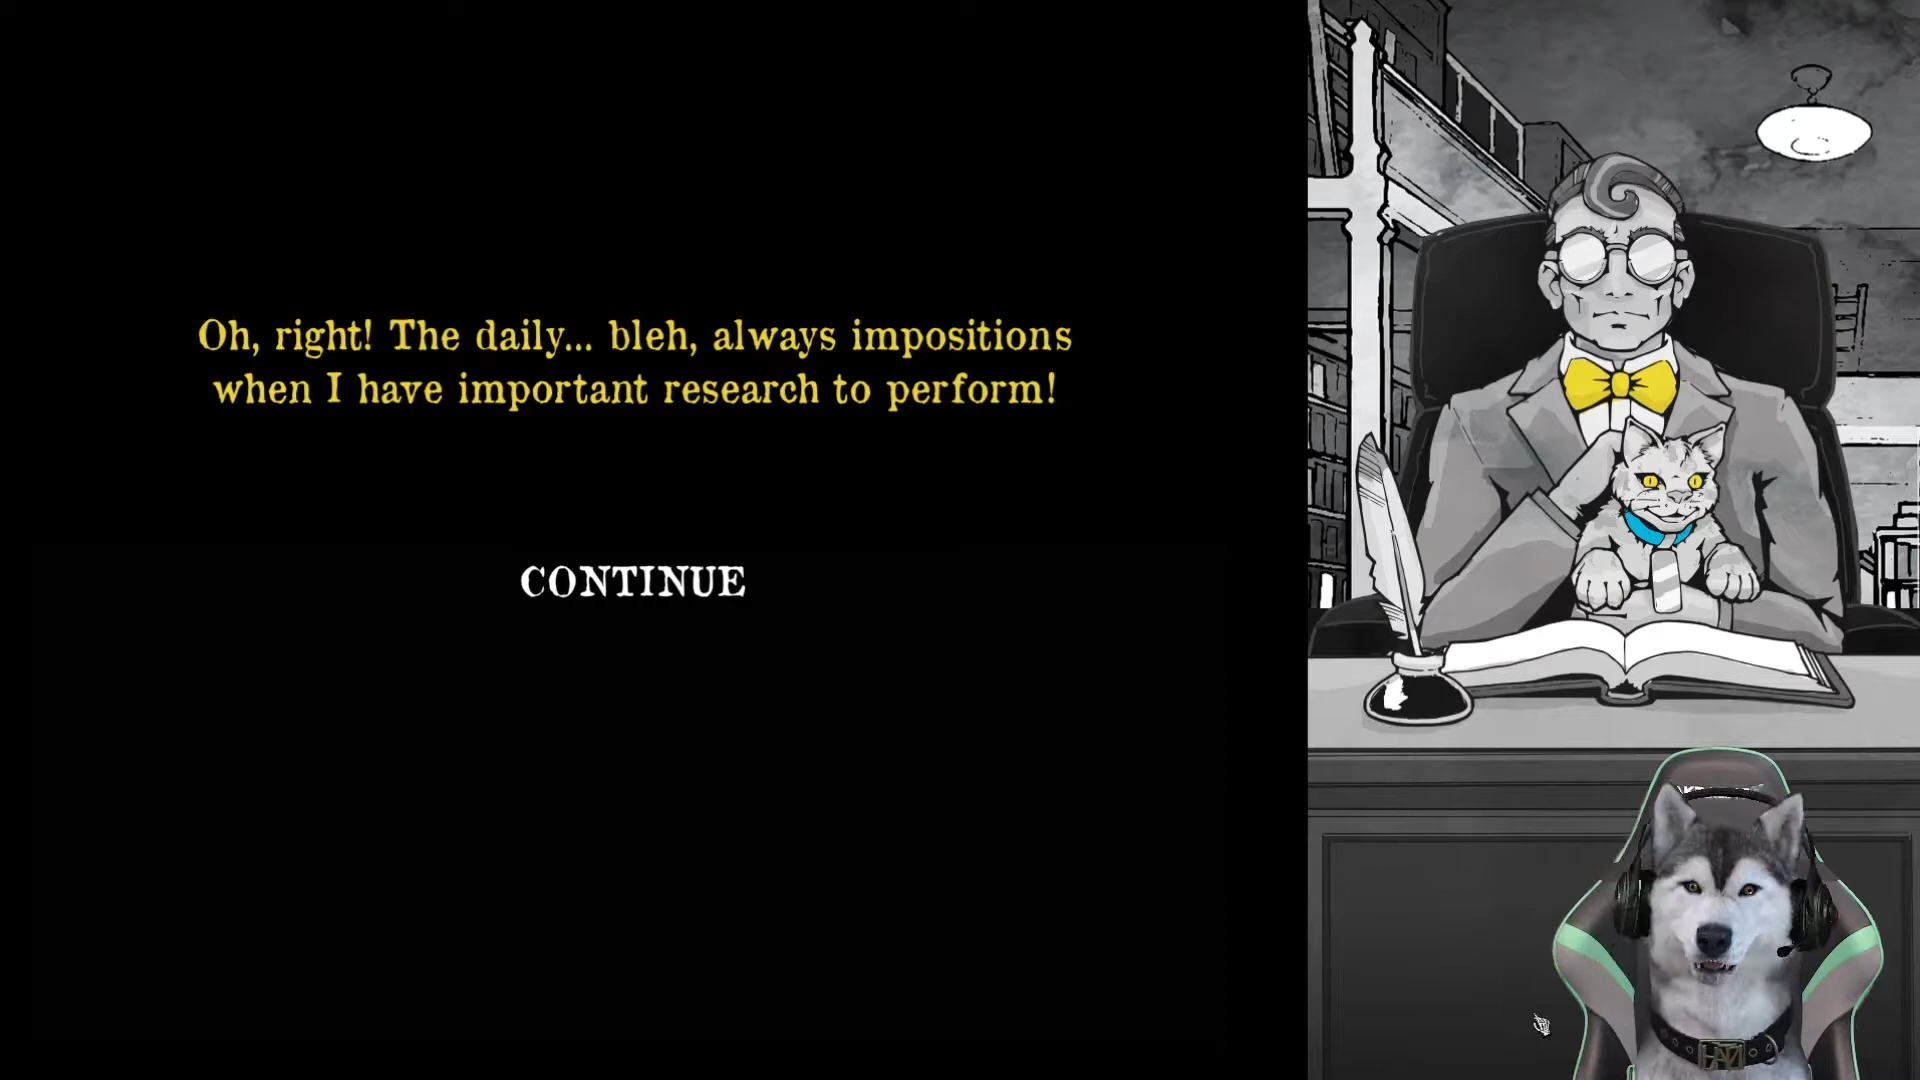 Oh, right! The daily... bleh, always impositions
when I have important research to perform!
CONTINUE